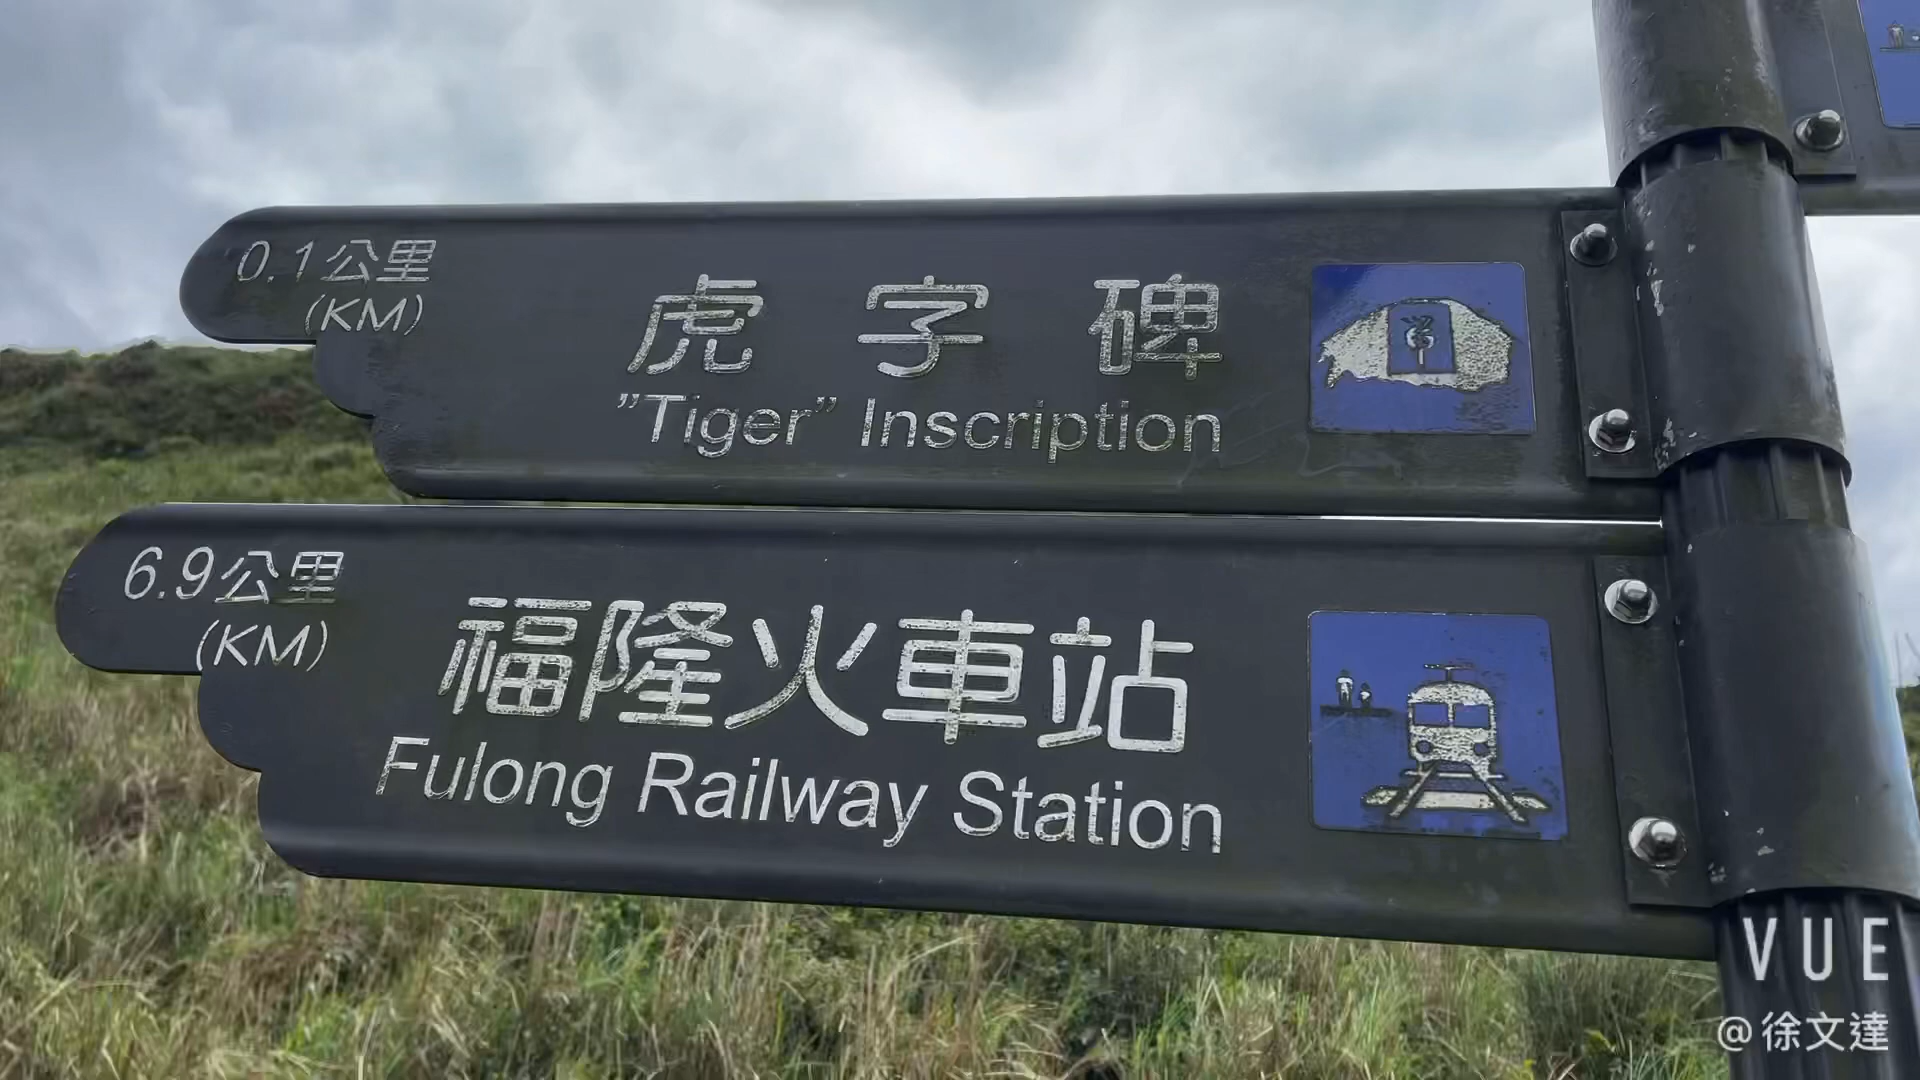 0.1公里
(KM)
虎字碑
”Tiger” Inscription
6.9公里
(KM)
福隆火車站
Fulong Railway Station
VUE
@徐文達